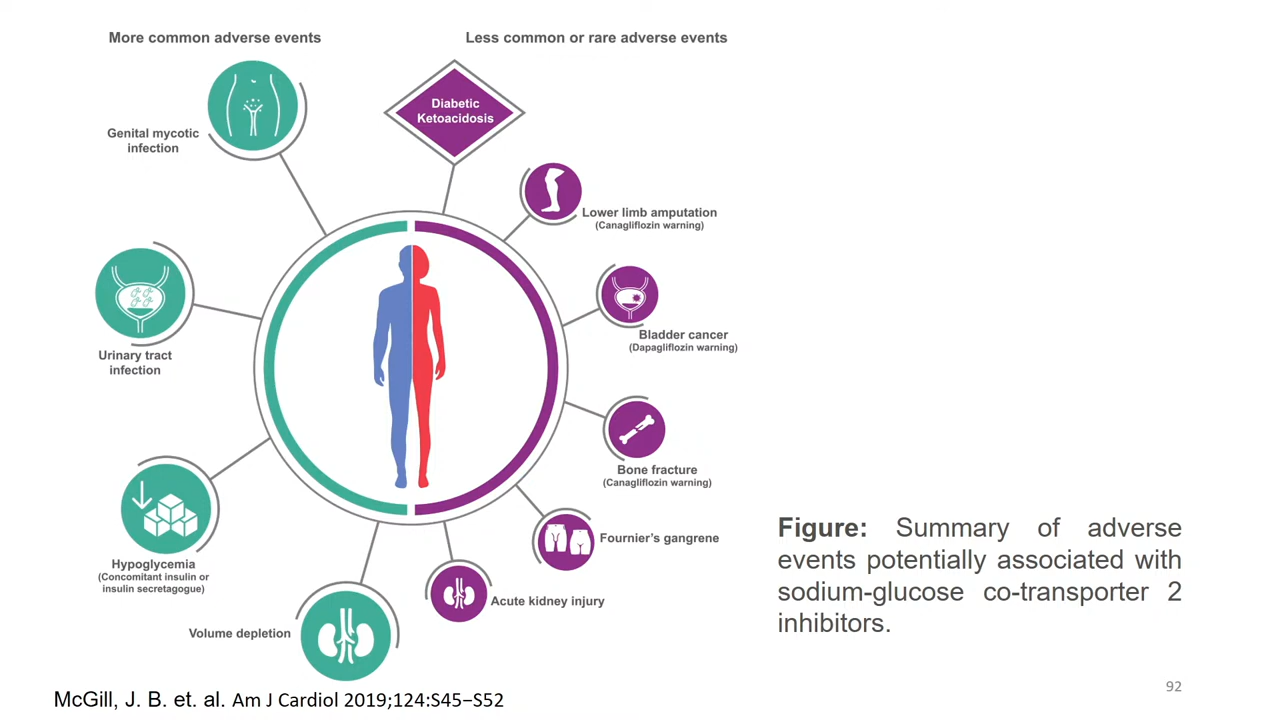 More common adverse events
Less common or rare adverse events
Genital mycotic
infection
Urinary tract
infection
Hypoglycemia
(Concomitant insulin or
insulin secretagogue)
Volume depletion
Diabetic
Ketoacidosis
Lower limb amputation
(Canagliflozin warning)
Bladder cancer
(Dapagliflozin warning)
Bone fracture
(Canagliflozin warning)
Fournier's gangrene
Acute kidney injury
Figure: Summary of adverse
events potentially associated with
sodium-glucose co-transporter 2
inhibitors.
McGill, J. B. et. al. Am J Cardiol 2019;124:S45−S52
92